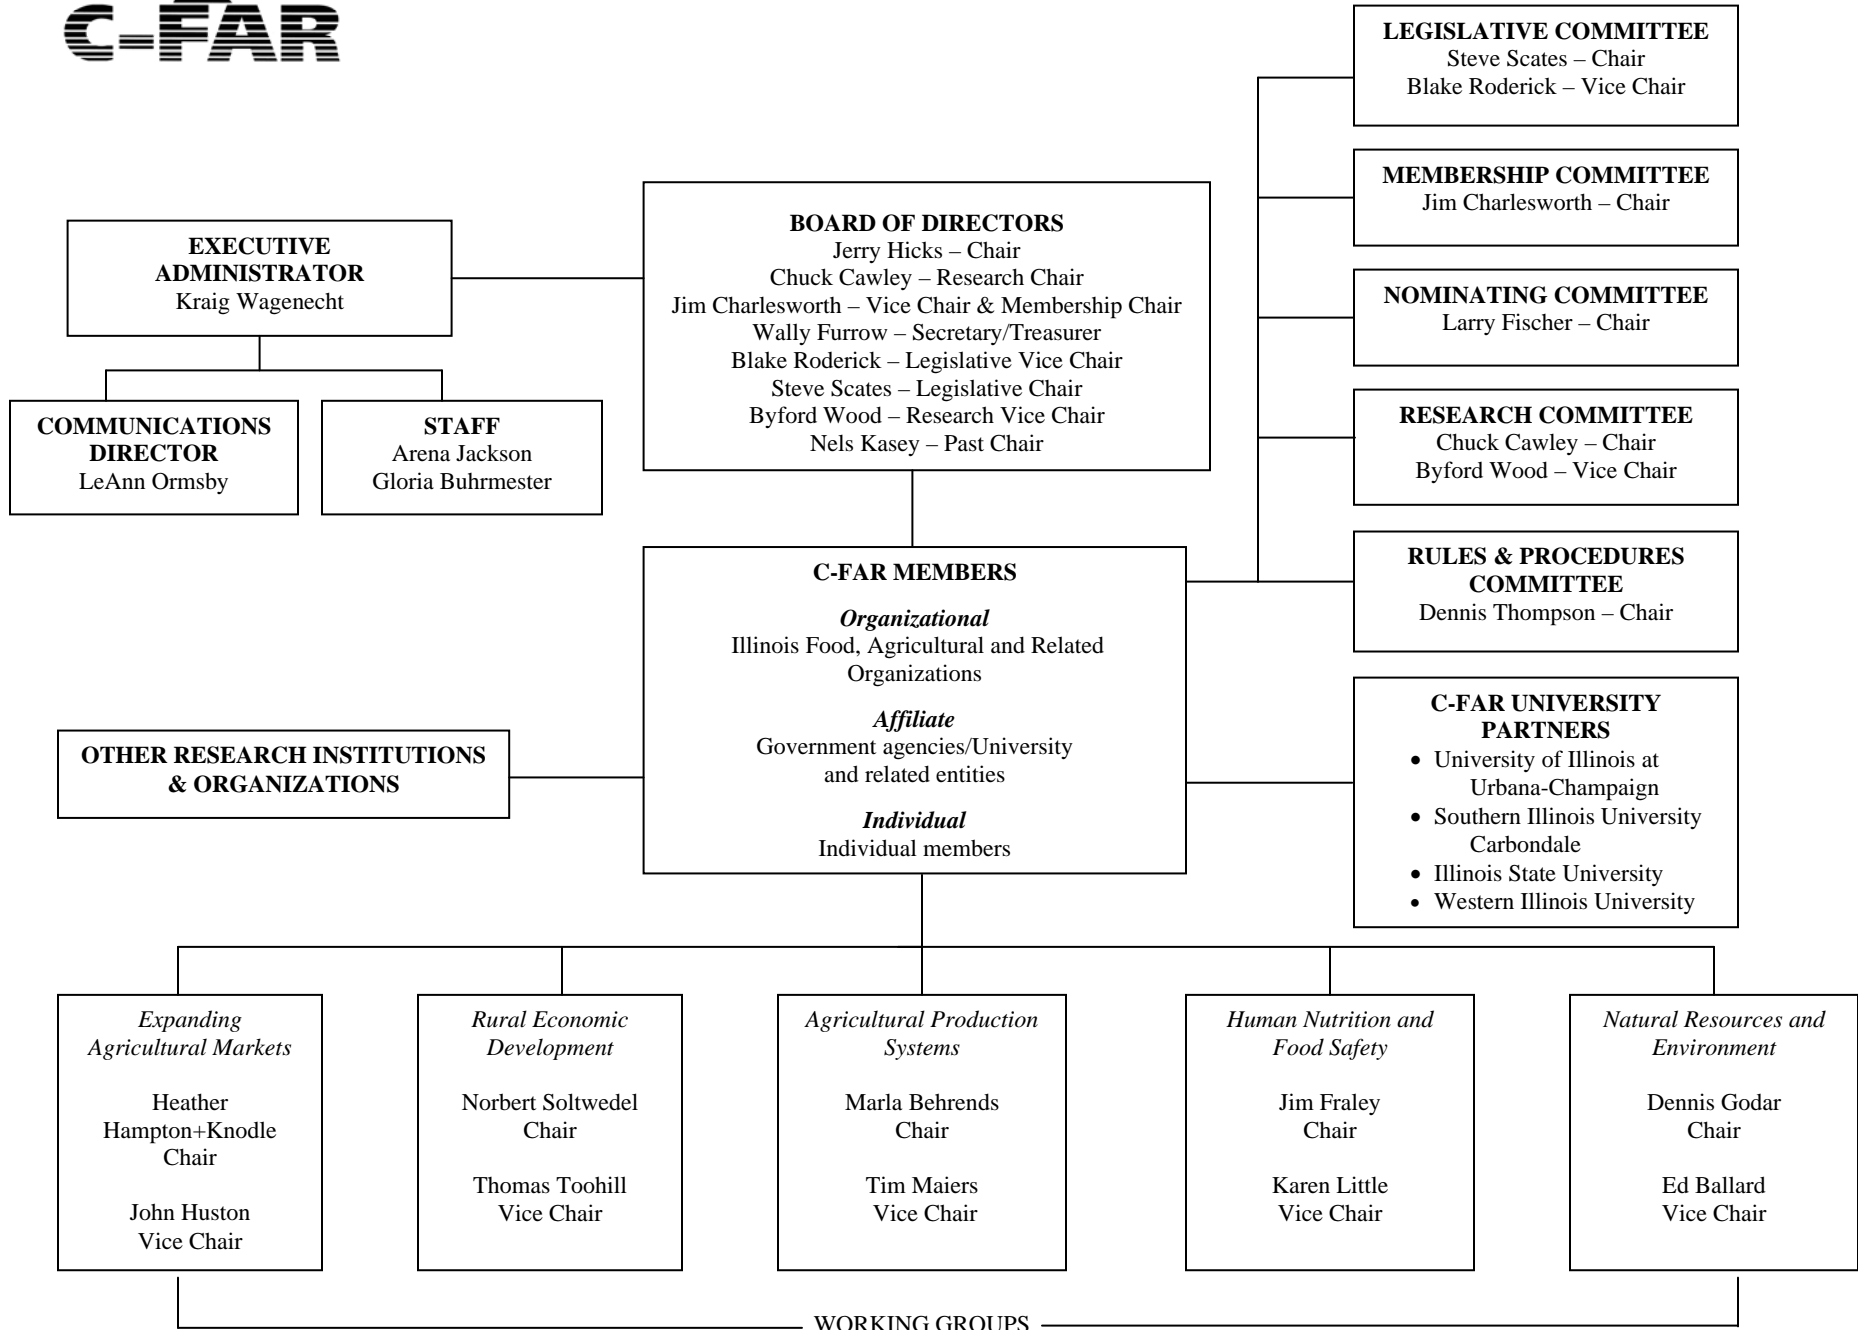 C-FAR
LEGISLATIVE COMMITTEE
Steve Scates – Chair
Blake Roderick – Vice Chair
MEMBERSHIP COMMITTEE
Jim Charlesworth – Chair
NOMINATING COMMITTEE
Larry Fischer – Chair
RESEARCH COMMITTEE
Chuck Cawley – Chair
Byford Wood – Vice Chair
RULES & PROCEDURES
COMMITTEE
Dennis Thompson – Chair
BOARD OF DIRECTORS
Jerry Hicks – Chair
Chuck Cawley – Research Chair
Jim Charlesworth – Vice Chair & Membership Chair
Wally Furrow – Secretary/Treasurer
Blake Roderick – Legislative Vice Chair
Steve Scates – Legislative Chair
Byford Wood – Research Vice Chair
Nels Kasey – Past Chair
EXECUTIVE
ADMINISTRATOR
Kraig Wagenecht
COMMUNICATIONS
DIRECTOR
LeAnn Ormsby
STAFF
Arena Jackson
Gloria Buhrmester
C-FAR MEMBERS
Organizational
Illinois Food, Agricultural and Related
Organizations
Affiliate
Government agencies/University
and related entities
Individual
Individual members
OTHER RESEARCH INSTITUTIONS
& ORGANIZATIONS
C-FAR UNIVERSITY
PARTNERS
• University of Illinois at
Urbana-Champaign
• Southern Illinois University
Carbondale
• Illinois State University
• Western Illinois University
Expanding
Agricultural Markets
Heather
Hampton+Knodle
Chair
John Huston
Vice Chair
Rural Economic
Development
Norbert Soltwedel
Chair
Thomas Toohill
Vice Chair
Agricultural Production
Systems
Marla Behrends
Chair
Tim Maiers
Vice Chair
Human Nutrition and
Food Safety
Jim Fraley
Chair
Karen Little
Vice Chair
Natural Resources and
Environment
Dennis Godar
Chair
Ed Ballard
Vice Chair
WORKING GROUPS